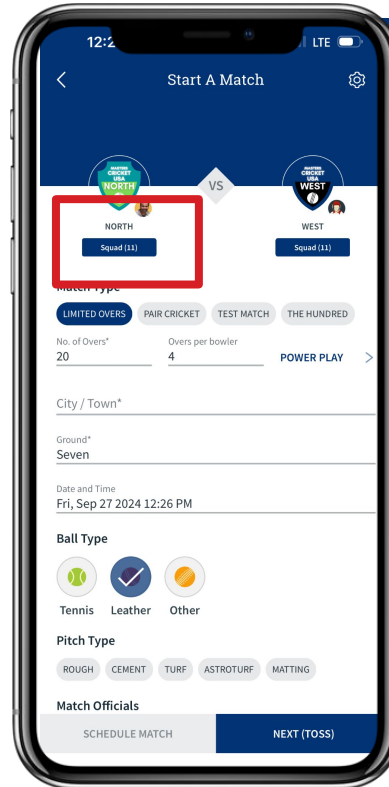 12:2
LTE
Start A Match
MASTERS
CRICKET
USA
NORTH
VS
MASTERS
CRICKET
USA
WEST
NORTH
WEST
Squad (11)
Squad (11)
Match Type
LIMITED OVERS PAIR CRICKET TEST MATCH THE HUNDRED
No. of Overs* Overs per bowler
20 4 POWER PLAY
City / Town*
Ground*
Seven
Date and Time
Fri, Sep 27 2024 12:26 PM
Ball Type
Tennis Leather Other
Pitch Type
ROUGH CEMENT TURF ASTROTURF MATTING
Match Officials
SCHEDULE MATCH NEXT (TOSS)